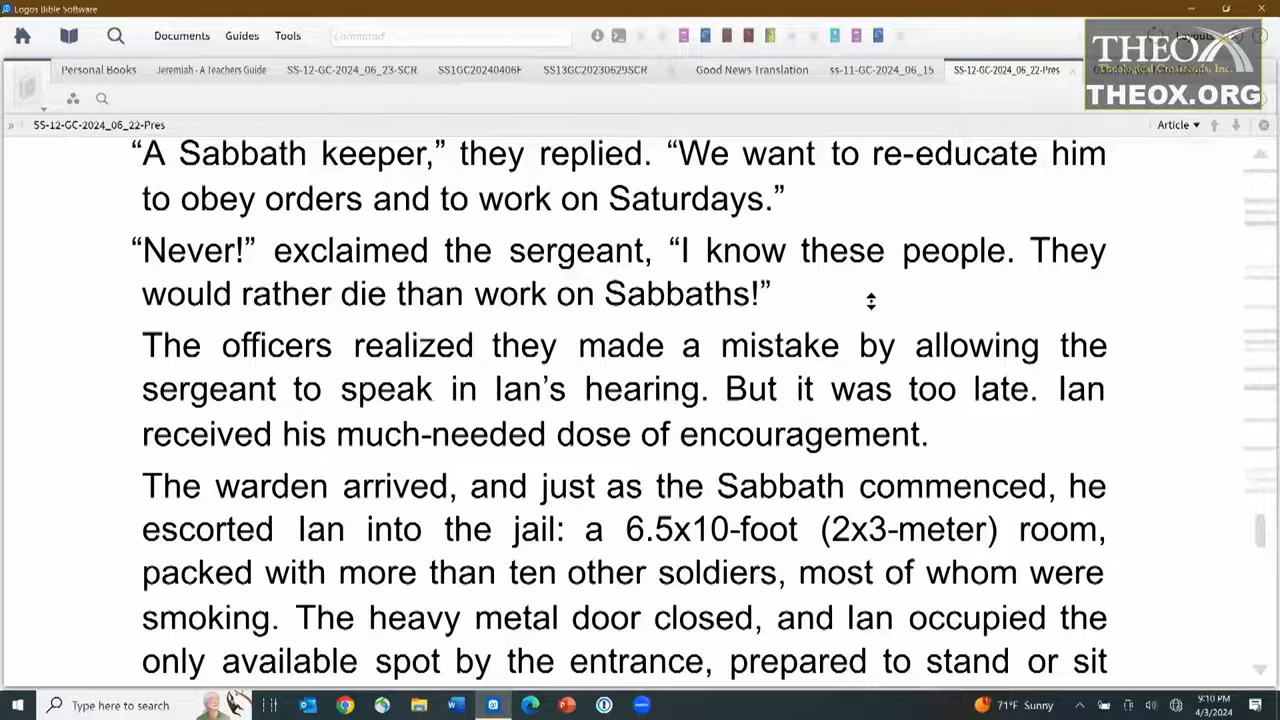 Logos Bible Software
Documents Guides Tools Command
THEOX
Theological Crossroads, Inc.
THEOX.ORG
Personal Books Jeremiah - A Teachers Guide SS-12-GC-2024_06_23-SCR SS13GC20230629SCR Good News Translation ss-11-GC-2024_06_15 SS-12-GC-2024_06_22-Pres
» SS-12-GC-2024_06_22-Pres Article
“A Sabbath keeper,” they replied. “We want to re-educate him
to obey orders and to work on Saturdays.”
“Never!” exclaimed the sergeant, “I know these people. They
would rather die than work on Sabbaths!”
The officers realized they made a mistake by allowing the
sergeant to speak in Ian’s hearing. But it was too late. Ian
received his much-needed dose of encouragement.
The warden arrived, and just as the Sabbath commenced, he
escorted Ian into the jail: a 6.5x10-foot (2x3-meter) room,
packed with more than ten other soldiers, most of whom were
smoking. The heavy metal door closed, and Ian occupied the
only available spot by the entrance, prepared to stand or sit
Type here to search 71°F Sunny 9:10 PM
4/3/2024